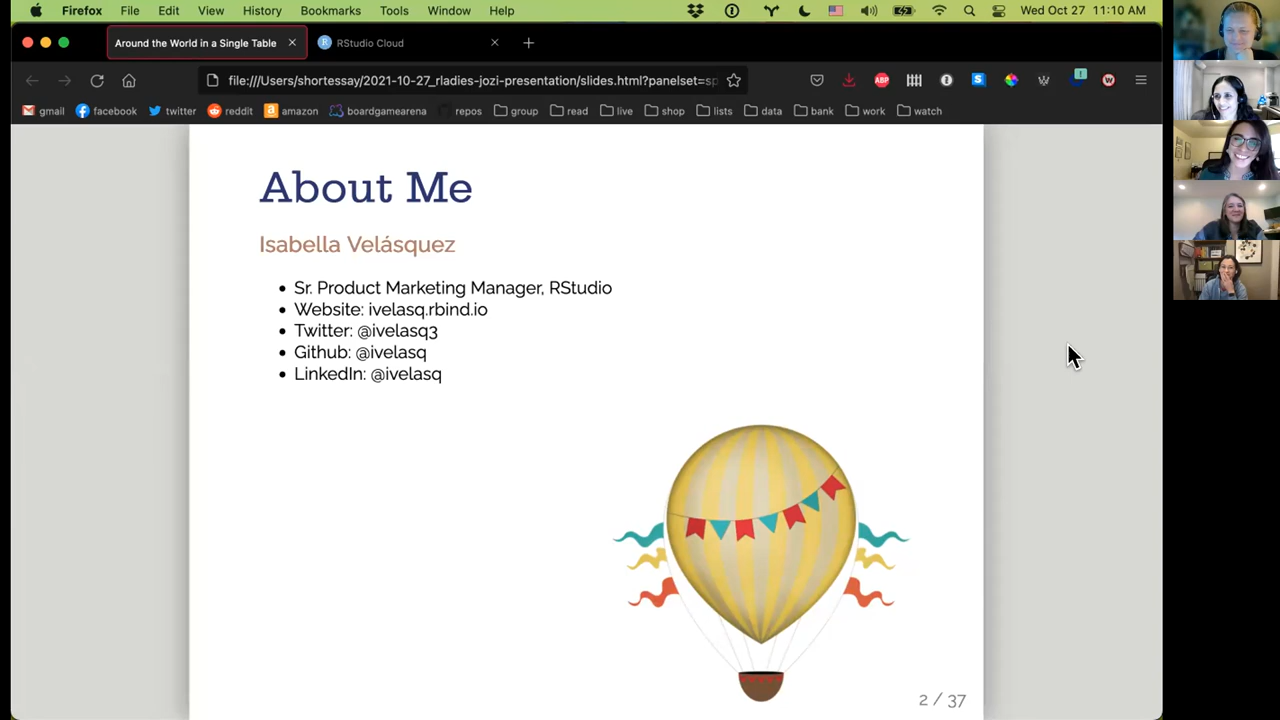 Firefox File Edit View History Bookmarks Tools Window Help Wed Oct 27 11:10 AM
Around the World in a Single Table RStudio Cloud
file:///Users/shortessay/2021-10-27_rladies-jozi-presentation/slides.html?panelset=sp
gmail facebook twitter reddit amazon boardgamearena repos group read live shop lists data bank work watch
About Me
Isabella Velásquez
• Sr. Product Marketing Manager, RStudio
• Website: ivelasq.rbind.io
• Twitter: @ivelasq3
• Github: @ivelasq
• LinkedIn: @ivelasq
2 / 37